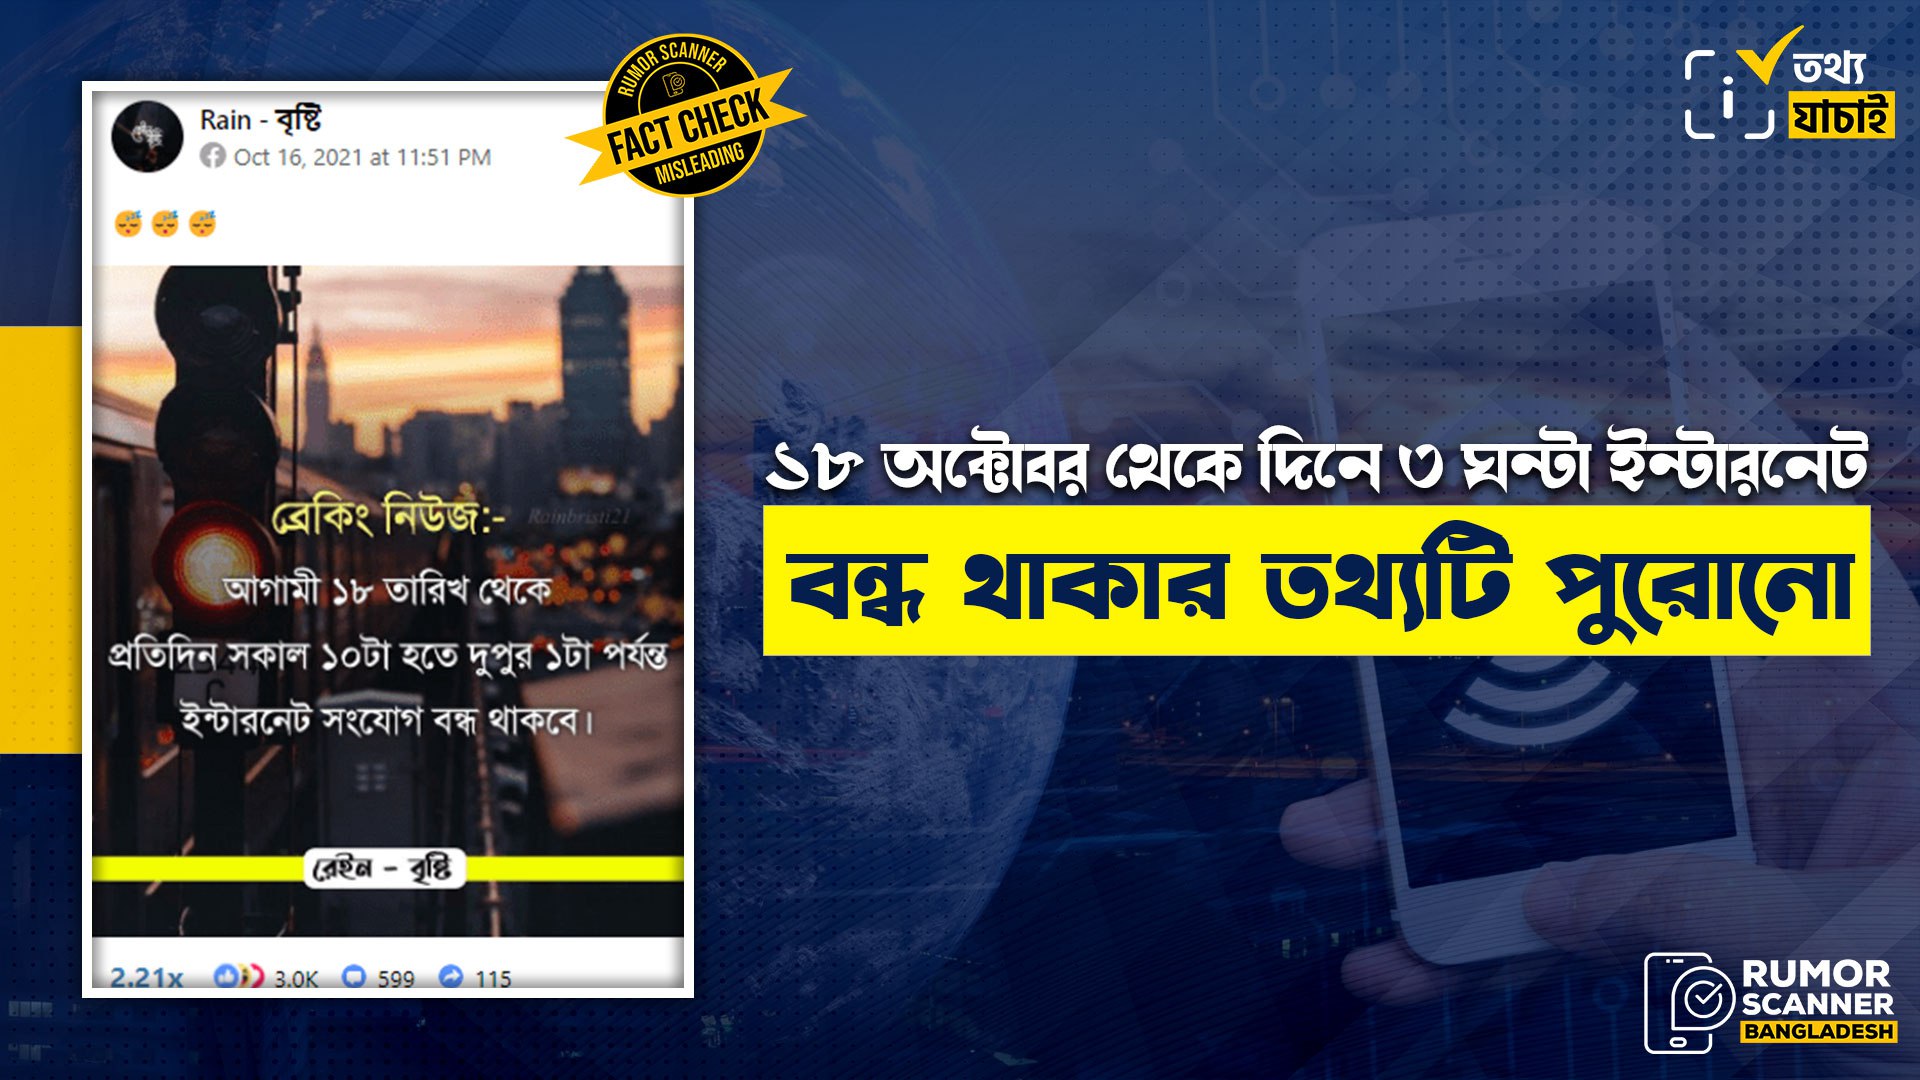 Rain - বৃষ্টি
Oct 16, 2021 at 11:51 PM
RUMOR SCANNER
FACT CHECK
MISLEADING
তথ্য
যাচাই
ব্রেকিং নিউজ:-
Rainbristi21
আগামী ১৮ তারিখ থেকে
প্রতিদিন সকাল ১০টা হতে দুপুর ১টা পর্যন্ত
ইন্টারনেট সংযোগ বন্ধ থাকবে।
রেইন - বৃষ্টি
2.21x 3.0K 599 115
১৮ অক্টোবর থেকে দিনে ৩ ঘন্টা ইন্টারনেট
বন্ধ থাকার তথ্যটি পুরোনো
RUMOR
SCANNER
BANGLADESH